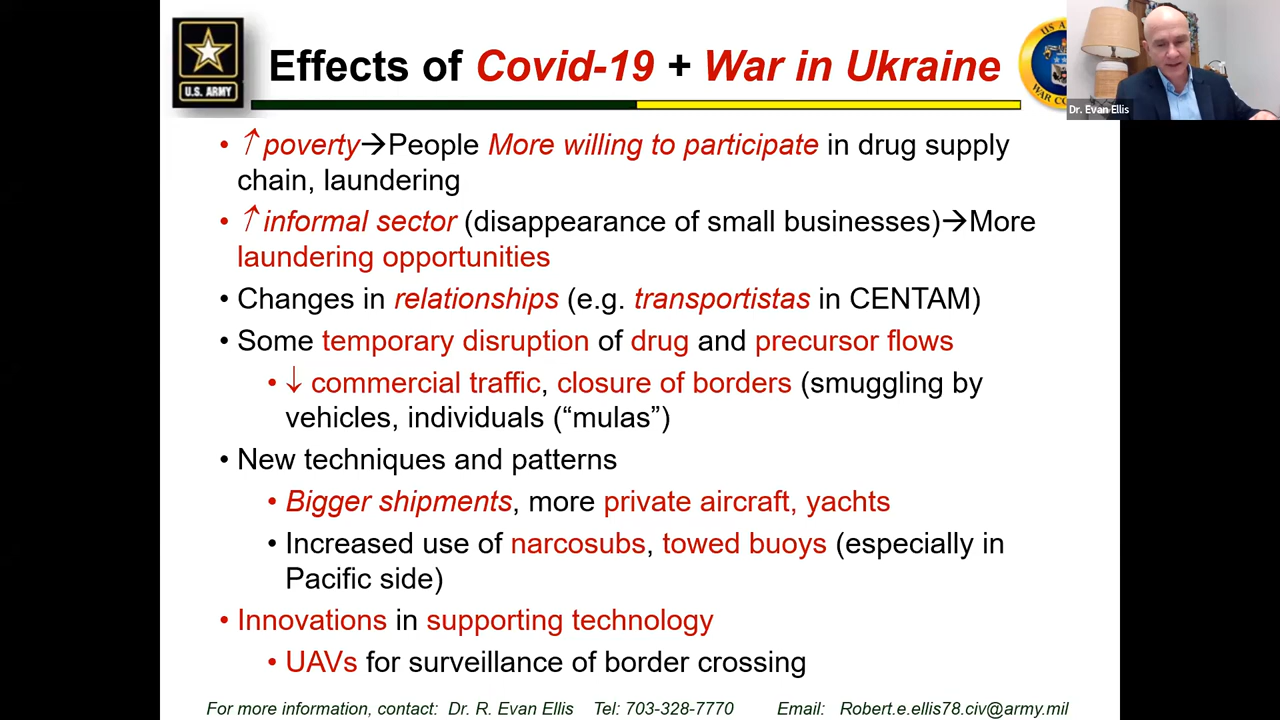 U.S. ARMY
Effects of Covid-19 + War in Ukraine
WAR CO
Dr. Evan Ellis
• ↑ poverty→People More willing to participate in drug supply
chain, laundering
• ↑ informal sector (disappearance of small businesses)→More
laundering opportunities
• Changes in relationships (e.g. transportistas in CENTAM)
• Some temporary disruption of drug and precursor flows
• ↓ commercial traffic, closure of borders (smuggling by
vehicles, individuals (“mulas”)
• New techniques and patterns
• Bigger shipments, more private aircraft, yachts
• Increased use of narcosubs, towed buoys (especially in
Pacific side)
• Innovations in supporting technology
• UAVs for surveillance of border crossing
For more information, contact: Dr. R. Evan Ellis Tel: 703-328-7770 Email: Robert.e.ellis78.civ@army.mil